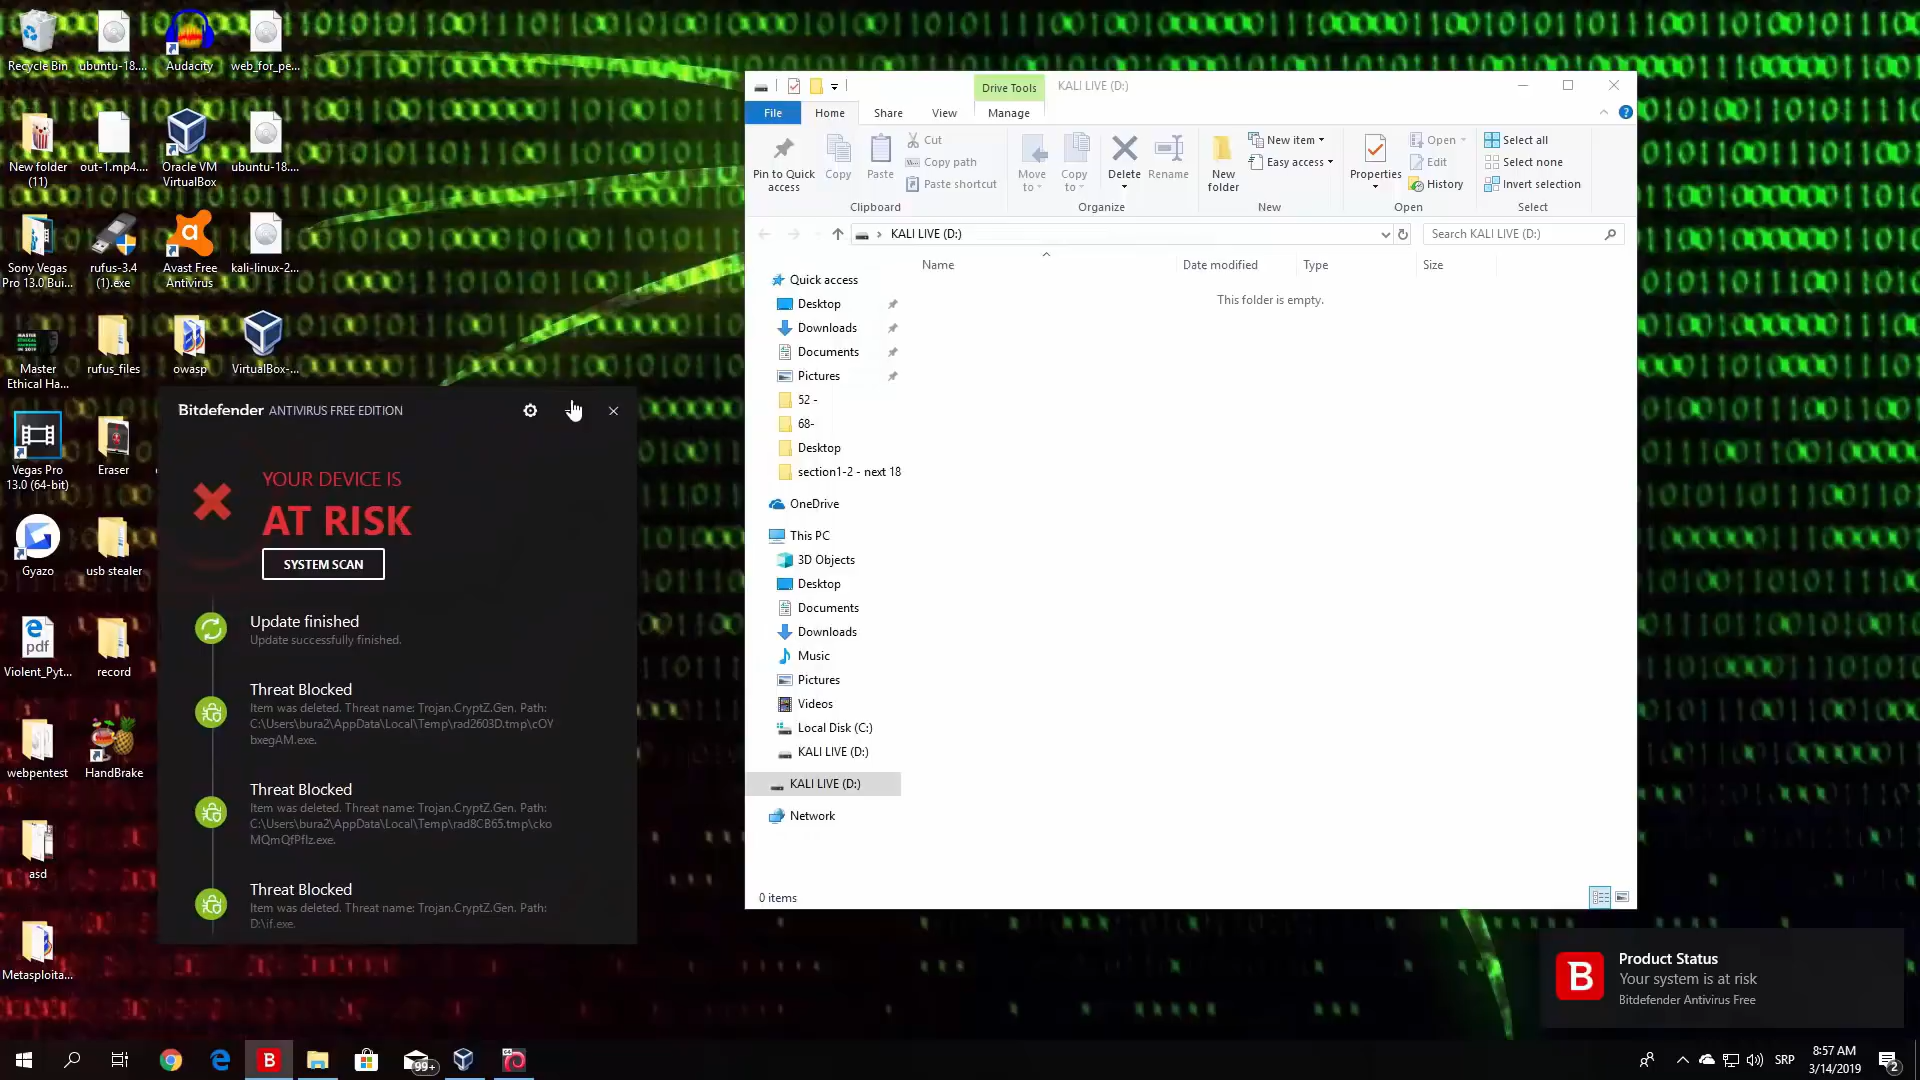 Recycle Bin
ubuntu-18....
Audacity
web_for_pe...
New folder
(11)
out-1.mp4....
Oracle VM
VirtualBox
ubuntu-18....
Sony Vegas
Pro 13.0 Bui...
rufus-3.4
(1).exe
Avast Free
Antivirus
kali-linux-2...
Master
Ethical Ha...
rufus_files
owasp
VirtualBox-...
Vegas Pro
13.0 (64-bit)
Eraser
Gyazo
usb stealer
Violent_Pyt...
record
webpentest
HandBrake
asd
Metasploita...
Bitdefender ANTIVIRUS FREE EDITION
YOUR DEVICE IS
AT RISK
SYSTEM SCAN
Update finished
Update successfully finished.
Threat Blocked
Item was deleted. Threat name: Trojan.CryptZ.Gen. Path:
C:\Users\bura2\AppData\Local\Temp\rad2603D.tmp\cOY
bxegAM.exe.
Threat Blocked
Item was deleted. Threat name: Trojan.CryptZ.Gen. Path:
C:\Users\bura2\AppData\Local\Temp\rad8CB65.tmp\cko
MQmQfPfIz.exe.
Threat Blocked
Item was deleted. Threat name: Trojan.CryptZ.Gen. Path:
D:\if.exe.
Drive Tools
KALI LIVE (D:)
File
Home
Share
View
Manage
Pin to Quick
access
Copy
Paste
Cut
Copy path
Paste shortcut
Clipboard
Move
to
Copy
to
Delete
Rename
Organize
New
folder
New item
Easy access
New
Properties
Open
Edit
History
Open
Select all
Select none
Invert selection
Select
KALI LIVE (D:)
Search KALI LIVE (D:)
Name
Date modified
Type
Size
This folder is empty.
Quick access
Desktop
Downloads
Documents
Pictures
52 -
68-
Desktop
section1-2 - next 18
OneDrive
This PC
3D Objects
Desktop
Documents
Downloads
Music
Pictures
Videos
Local Disk (C:)
KALI LIVE (D:)
KALI LIVE (D:)
Network
0 items
Product Status
Your system is at risk
Bitdefender Antivirus Free
99+
SRP
8:57 AM
3/14/2019
2